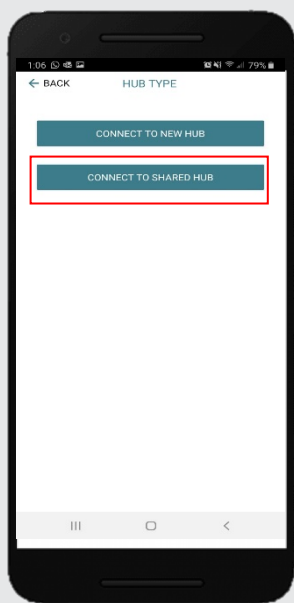 1:06 79%
← BACK HUB TYPE
CONNECT TO NEW HUB
CONNECT TO SHARED HUB